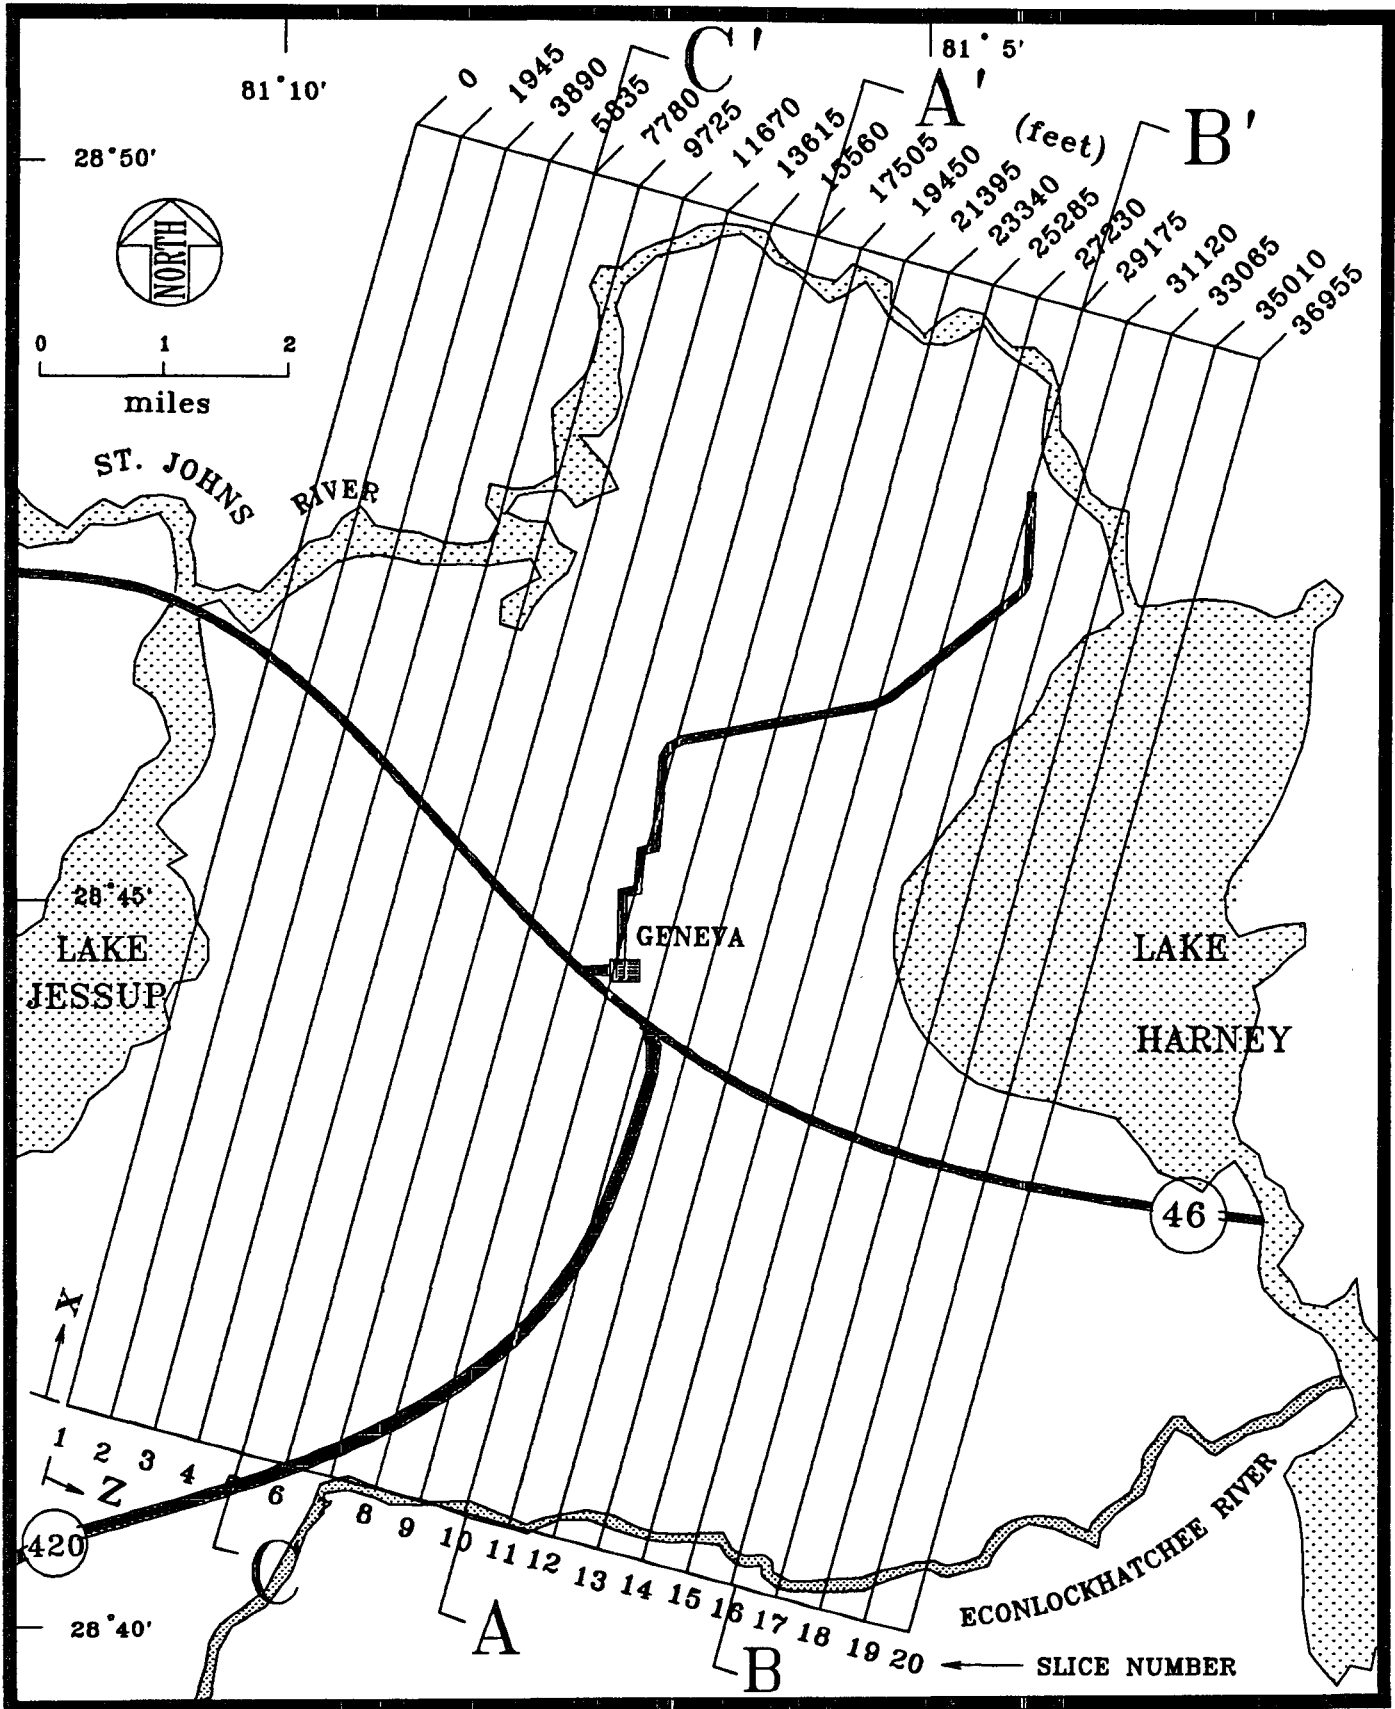 C'
81° 5'
A'
81° 10'
0
1945
3890
5835
7780
9725
11670
13615
15560
17505
19450
21395
23340
25285
27230
29175
31120
33065
35010
36955
(feet)
B'
28° 50'
NORTH
0 1 2
miles
ST. JOHNS RIVER
28° 45'
LAKE
JESSUP
GENEVA
LAKE
HARNEY
46
X
1 2 3 4 6 8 9 10 11 12 13 14 15 16 17 18 19 20
Z
420
C
A
B
28° 40'
ECONLOCKHATCHEE RIVER
SLICE NUMBER